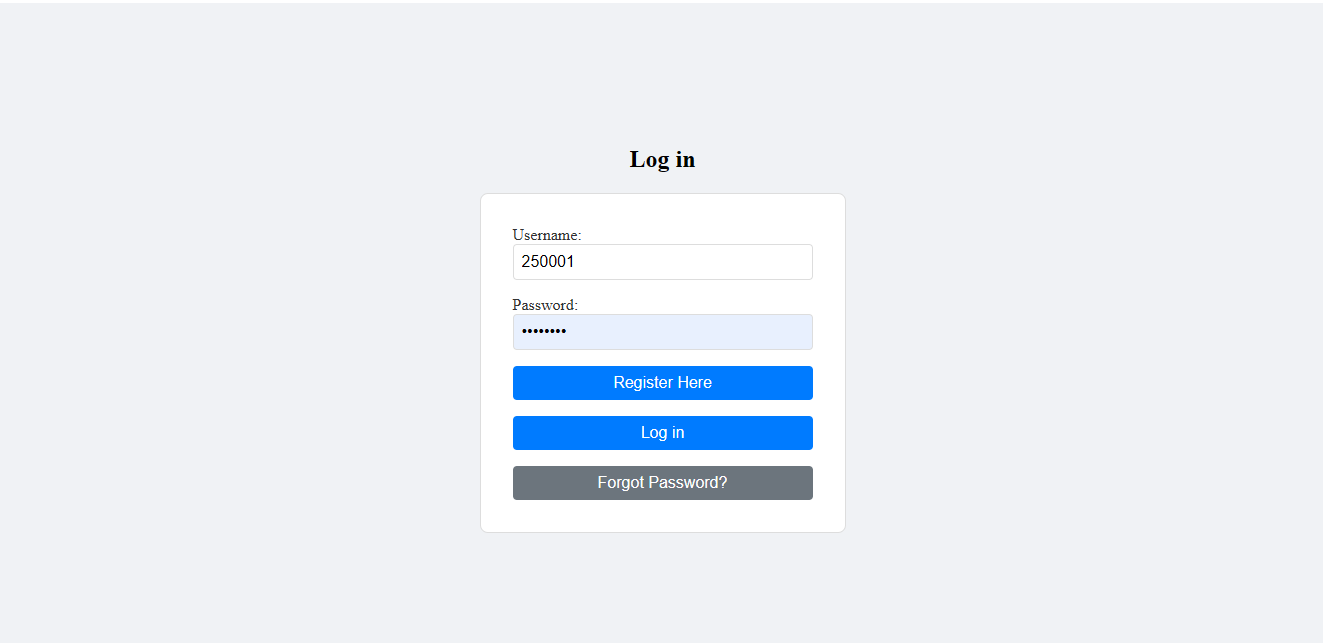 Log in
Username:
250001
Password:
••••••••
Register Here
Log in
Forgot Password?